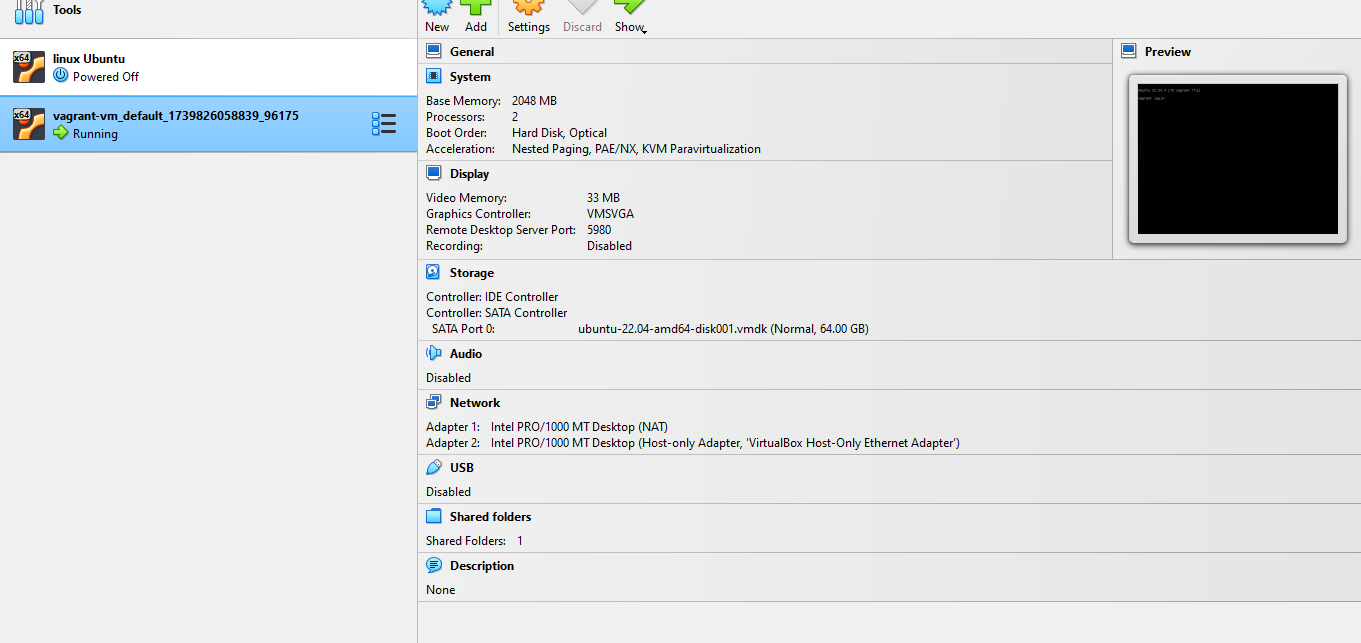 Tools
New Add Settings Discard Show
x64 linux Ubuntu
Powered Off
x64 vagrant-vm_default_1739826058839_96175
Running
General
System
Base Memory: 2048 MB
Processors: 2
Boot Order: Hard Disk, Optical
Acceleration: Nested Paging, PAE/NX, KVM Paravirtualization
Display
Video Memory: 33 MB
Graphics Controller: VMSVGA
Remote Desktop Server Port: 5980
Recording: Disabled
Preview
Storage
Controller: IDE Controller
Controller: SATA Controller
SATA Port 0: ubuntu-22.04-amd64-disk001.vmdk (Normal, 64.00 GB)
Audio
Disabled
Network
Adapter 1: Intel PRO/1000 MT Desktop (NAT)
Adapter 2: Intel PRO/1000 MT Desktop (Host-only Adapter, 'VirtualBox Host-Only Ethernet Adapter')
USB
Disabled
Shared folders
Shared Folders: 1
Description
None